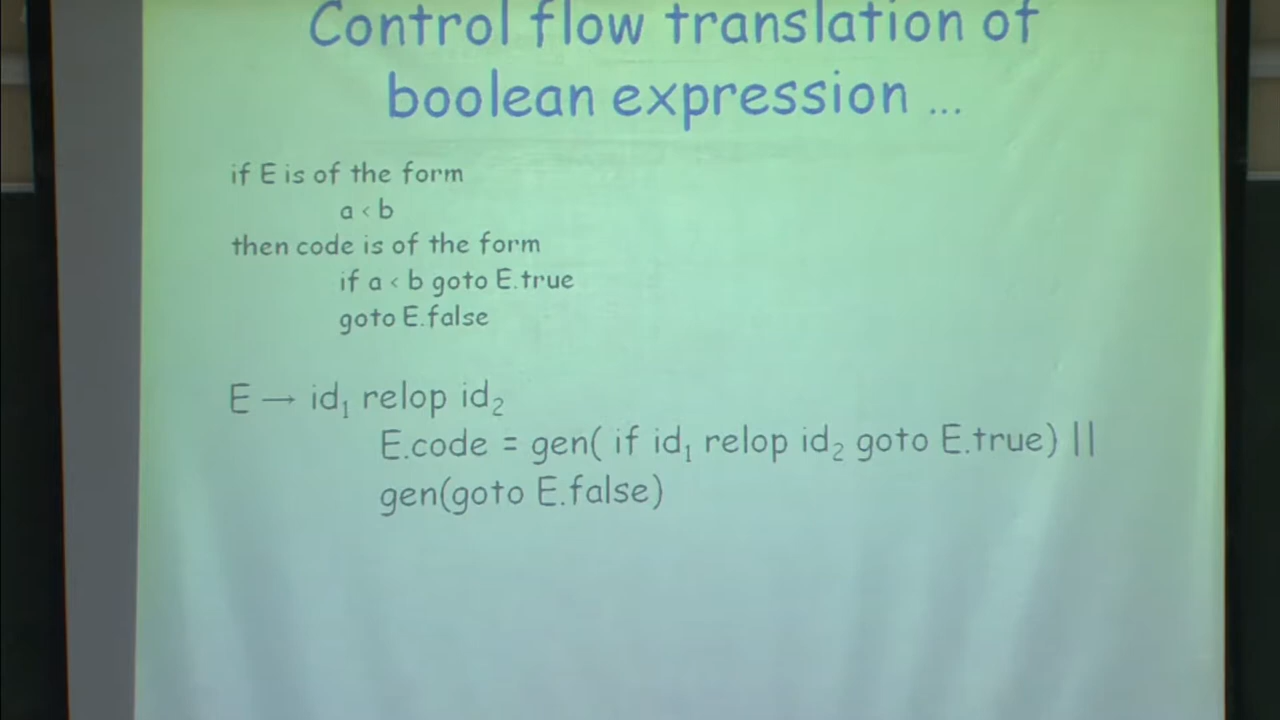 Control flow translation of
boolean expression ...
if E is of the form
a < b
then code is of the form
if a < b goto E.true
goto E.false
E → id₁ relop id₂
E.code = gen( if id₁ relop id₂ goto E.true) ||
gen(goto E.false)